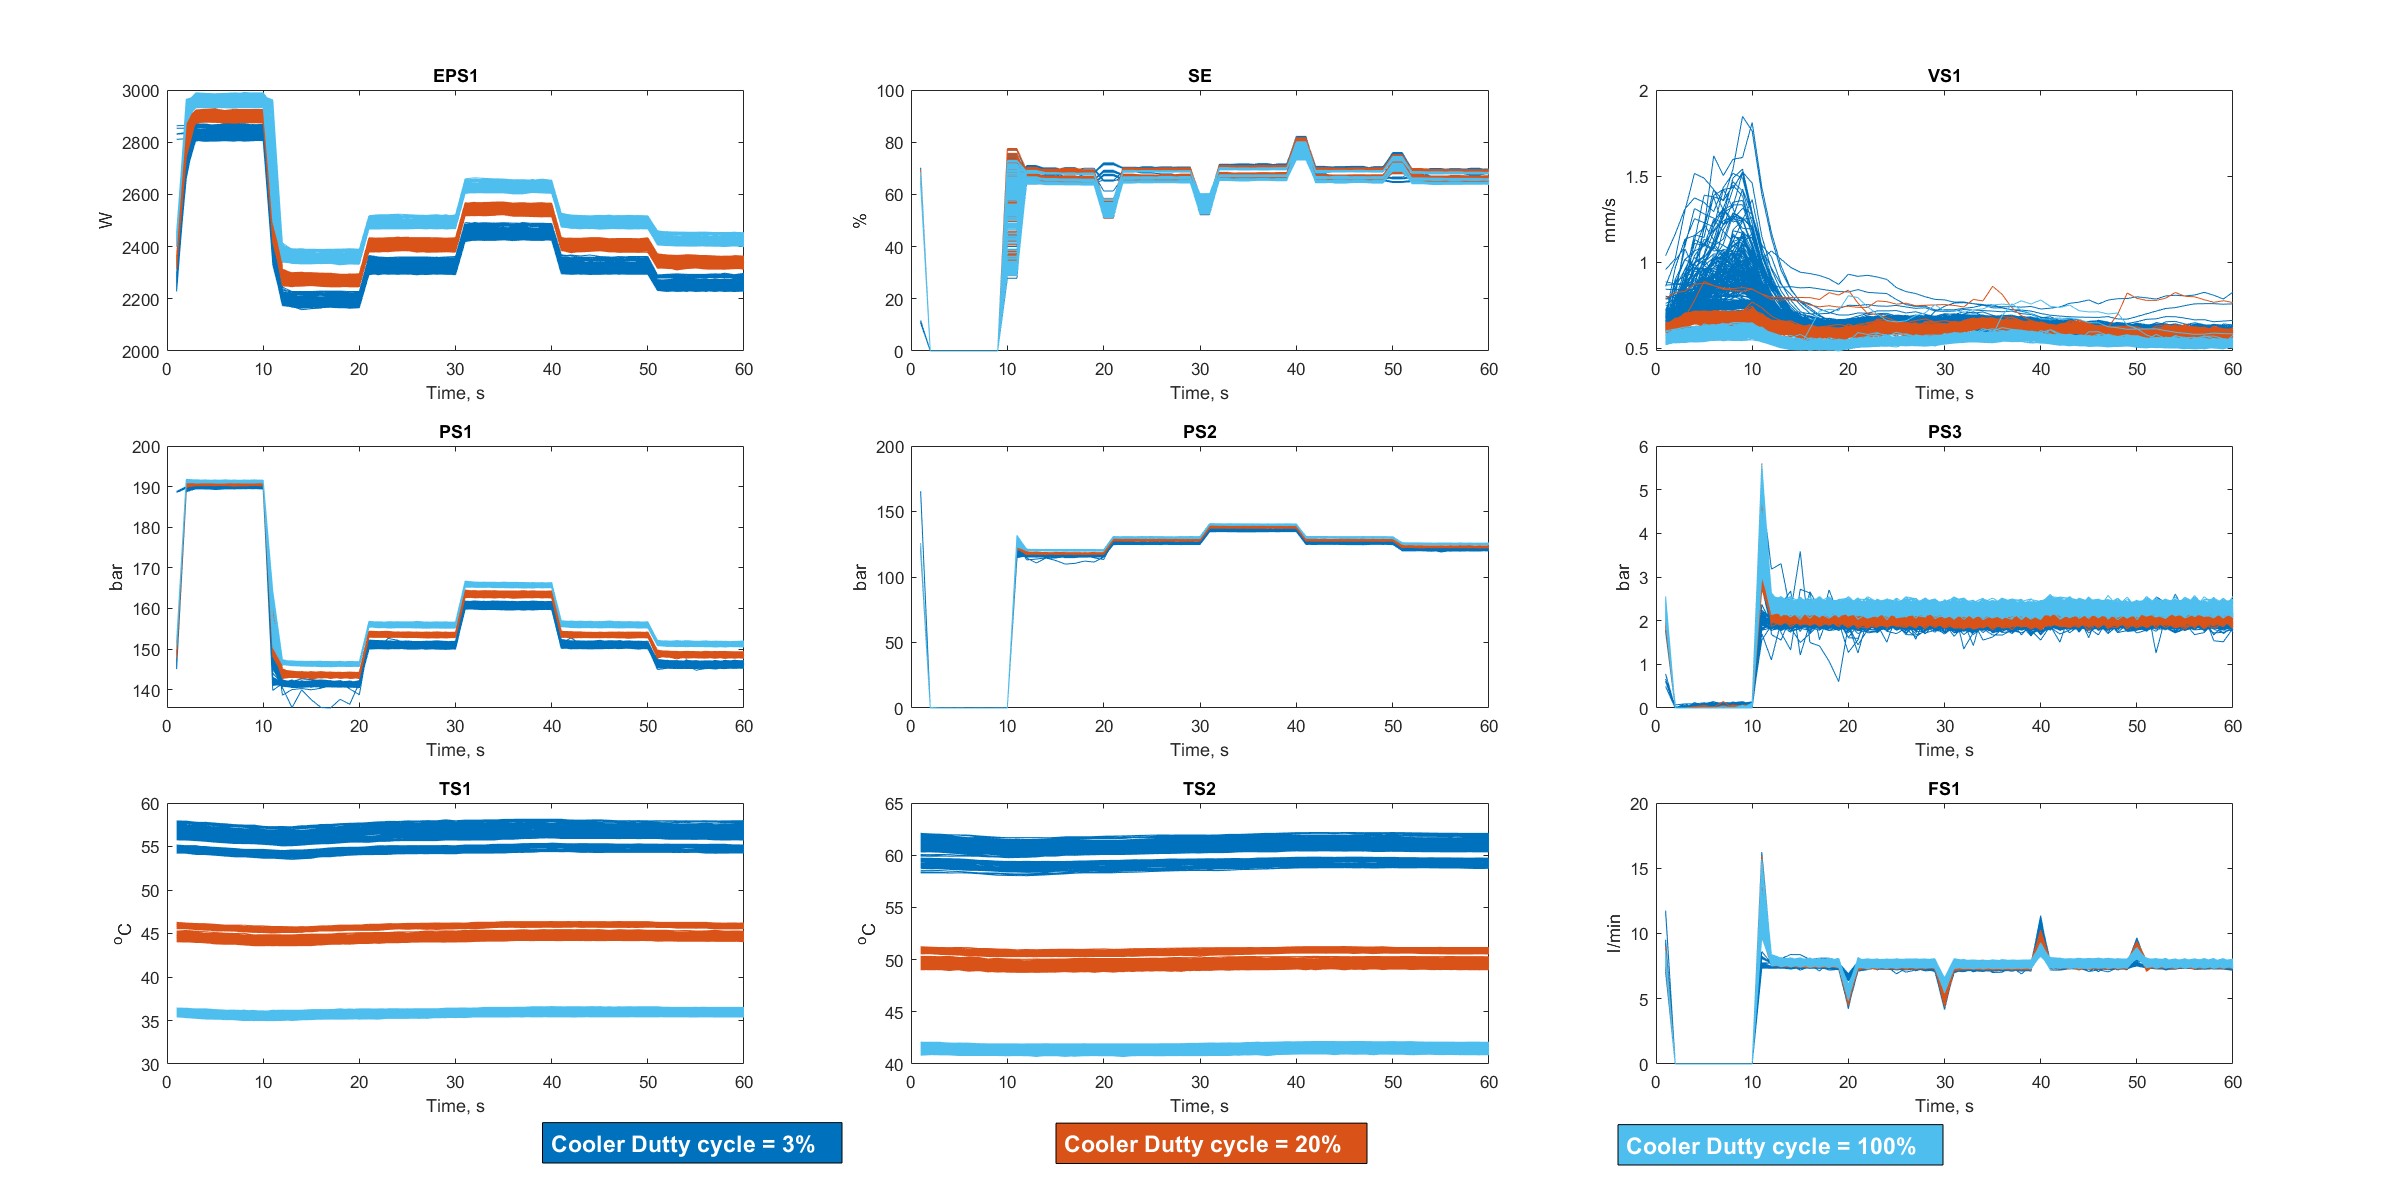 EPS1 SE VS1
3000 100 2
2800 80
W 2600 % 60 mm/s 1.5
2400 40 1
2200 20
2000 0 0.5
0 10 20 30 40 50 60 0 10 20 30 40 50 60 0 10 20 30 40 50 60
Time, s Time, s Time, s
PS1 PS2 PS3
200 200 6
190 5
180 150 4
bar 170 bar 100 bar 3
160 2
150 50 1
140 0 0
0 10 20 30 40 50 60 0 10 20 30 40 50 60 0 10 20 30 40 50 60
Time, s Time, s Time, s
TS1 TS2 FS1
60 65 20
55 60 15
50 55
ºC 45 ºC 50 l/min 10
40 45 5
35
30 40 0
0 10 20 30 40 50 60 0 10 20 30 40 50 60 0 10 20 30 40 50 60
Time, s Time, s Time, s
Cooler Dutty cycle = 3% Cooler Dutty cycle = 20% Cooler Dutty cycle = 100%